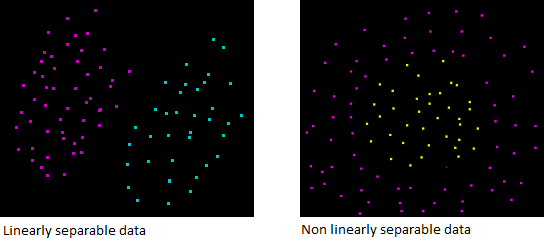 Linearly separable data
Non linearly separable data